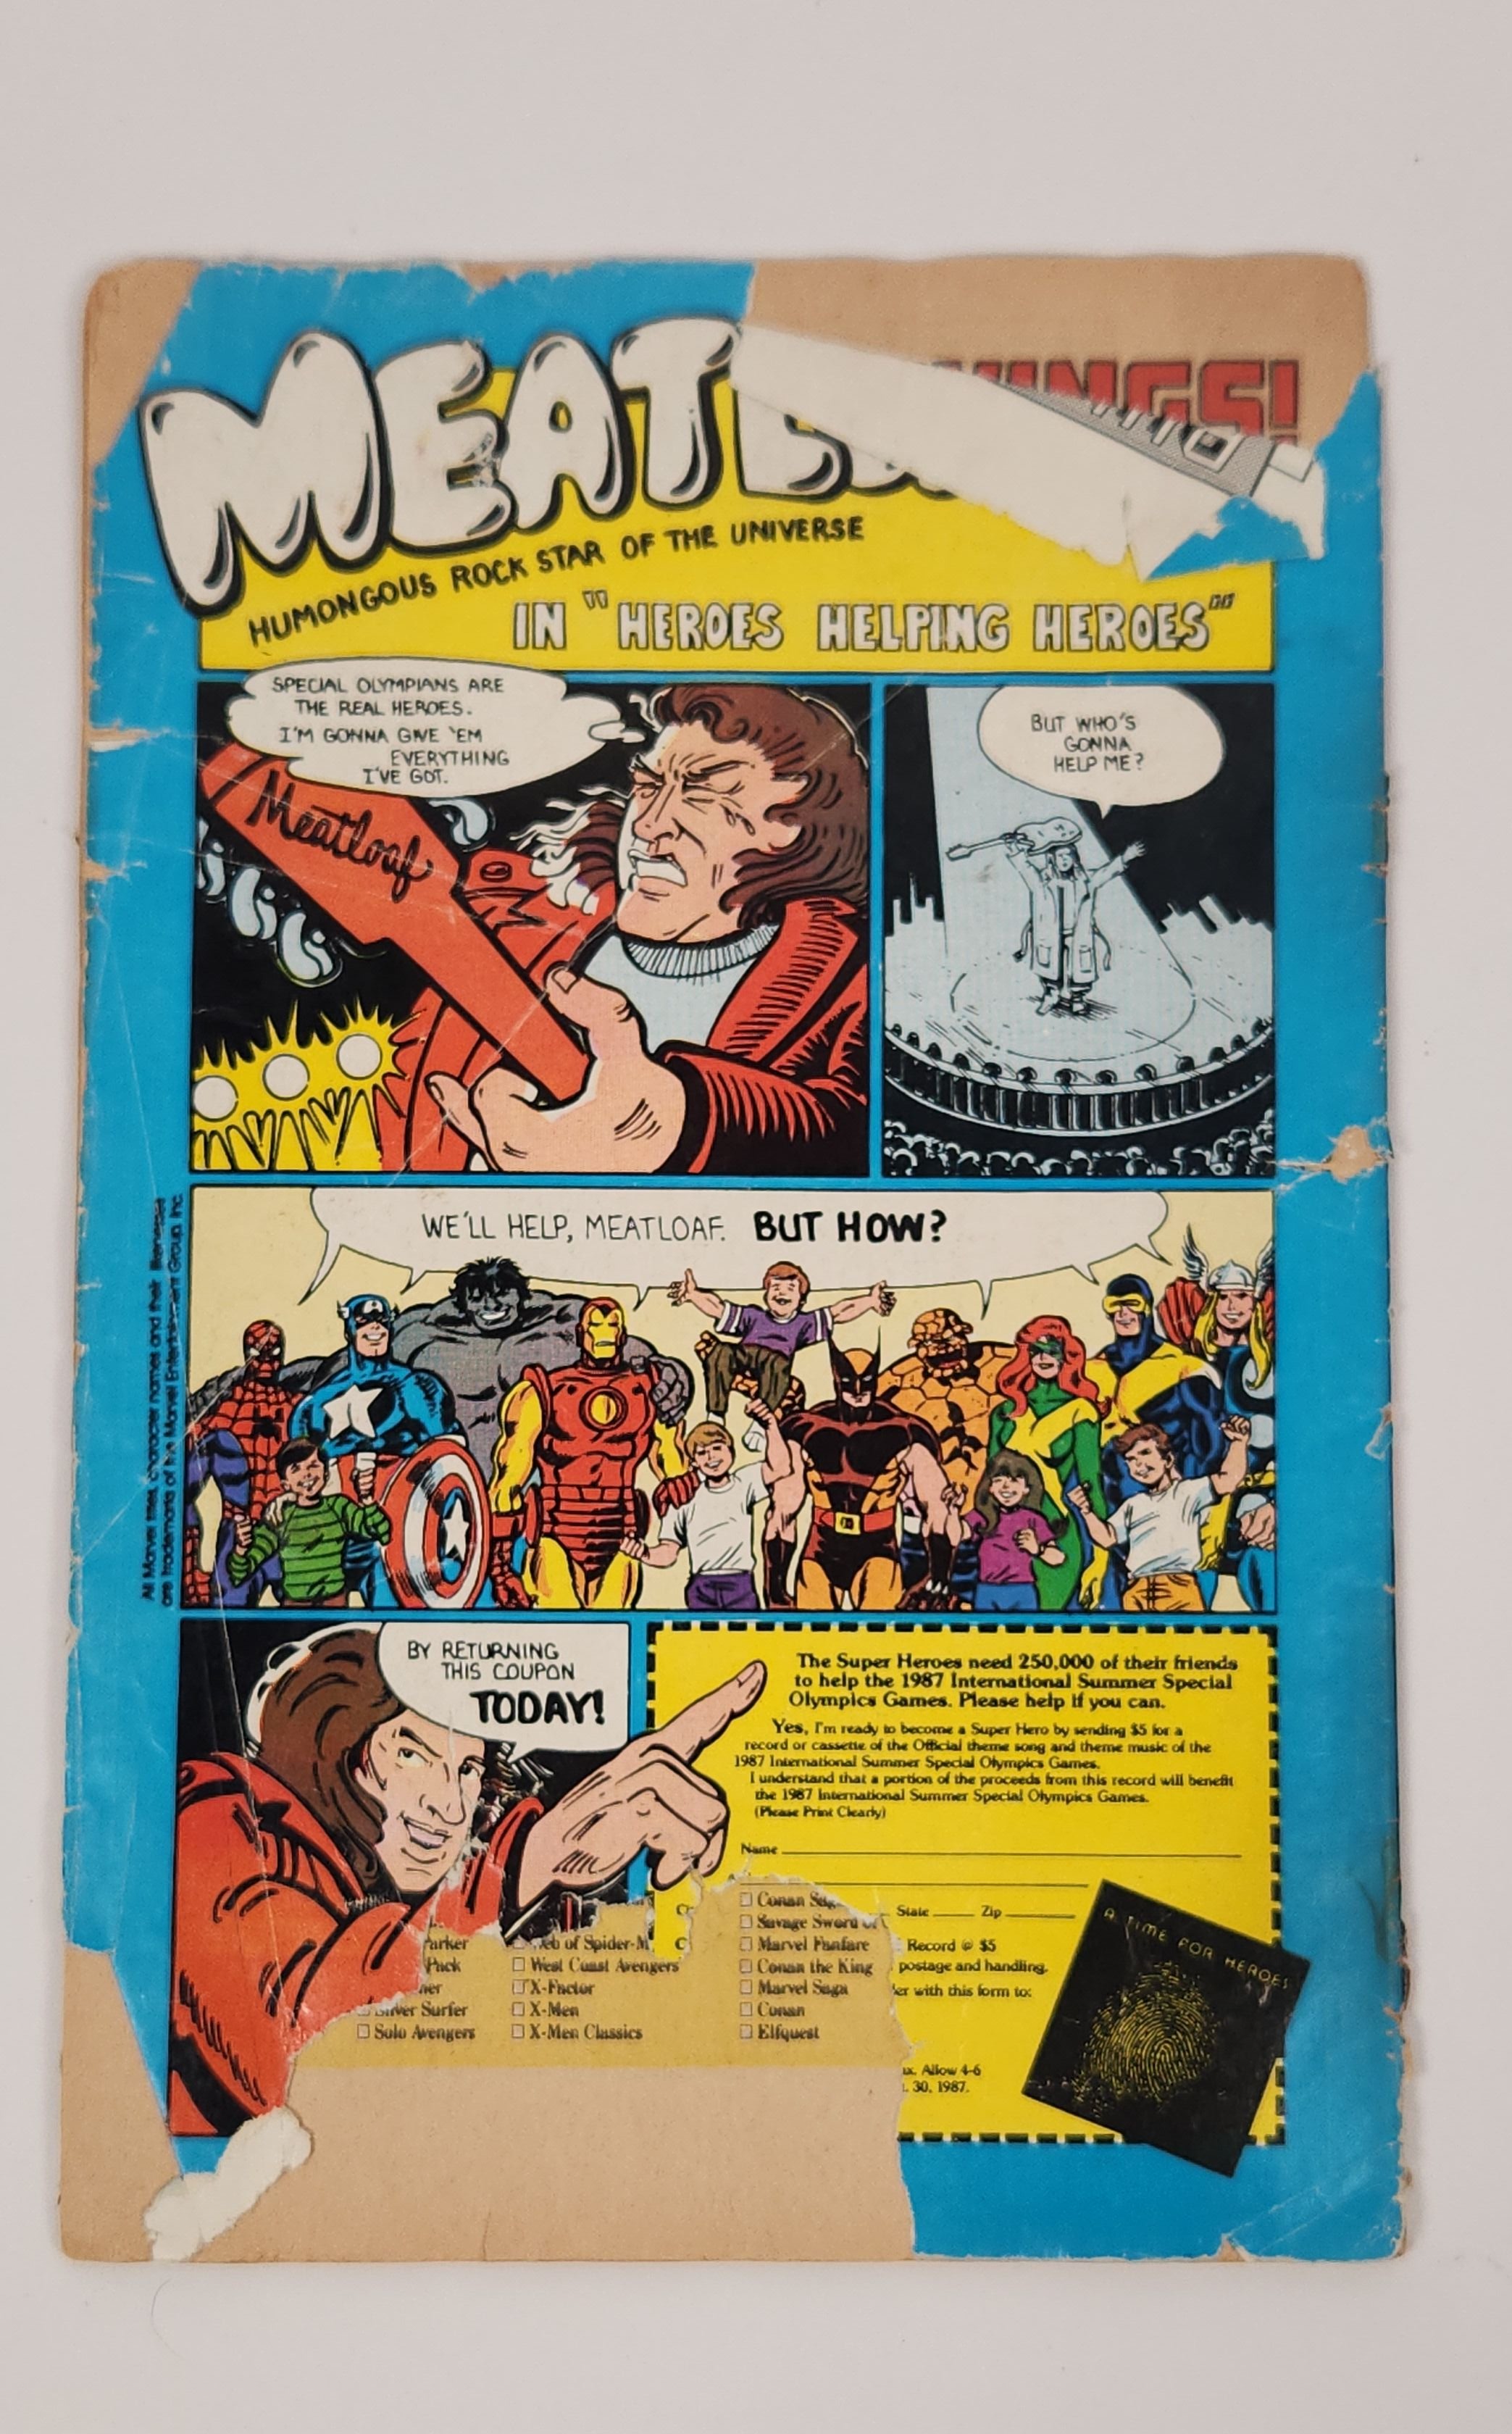 MEATL
INGS!
HUMONGOUS ROCK STAR OF THE UNIVERSE
IN "HEROES HELPING HEROES"
SPECIAL OLYMPIANS ARE
THE REAL HEROES.
I'M GONNA GIVE 'EM
EVERYTHING
I'VE GOT.
Meatloaf
BUT WHO'S
GONNA
HELP ME?
WE'LL HELP, MEATLOAF. BUT HOW?
All Marvel titles, character names and their likenesses
are trademarks of the Marvel Entertainment Group, Inc.
BY RETURNING
THIS COUPON
TODAY!
The Super Heroes need 250,000 of their friends
to help the 1987 International Summer Special
Olympics Games. Please help if you can.
Yes, I'm ready to become a Super Hero by sending $5 for a
record or cassette of the Official theme song and theme music of the
1987 International Summer Special Olympics Games.
I understand that a portion of the proceeds from this record will benefit
the 1987 International Summer Special Olympics Games.
(Please Print Clearly)
Name
State Zip
Record @ $5
postage and handling.
with this form to:
Allow 4-6
30, 1987.
A TIME FOR HEROES
Parker
Pack
Silver Surfer
Solo Avengers
of Spider-M
West Coast Avengers
X-Factor
X-Men
X-Men Classics
Conan
Savage Sword
Marvel Fanfare
Conan the King
Marvel Saga
Conan
Elfquest